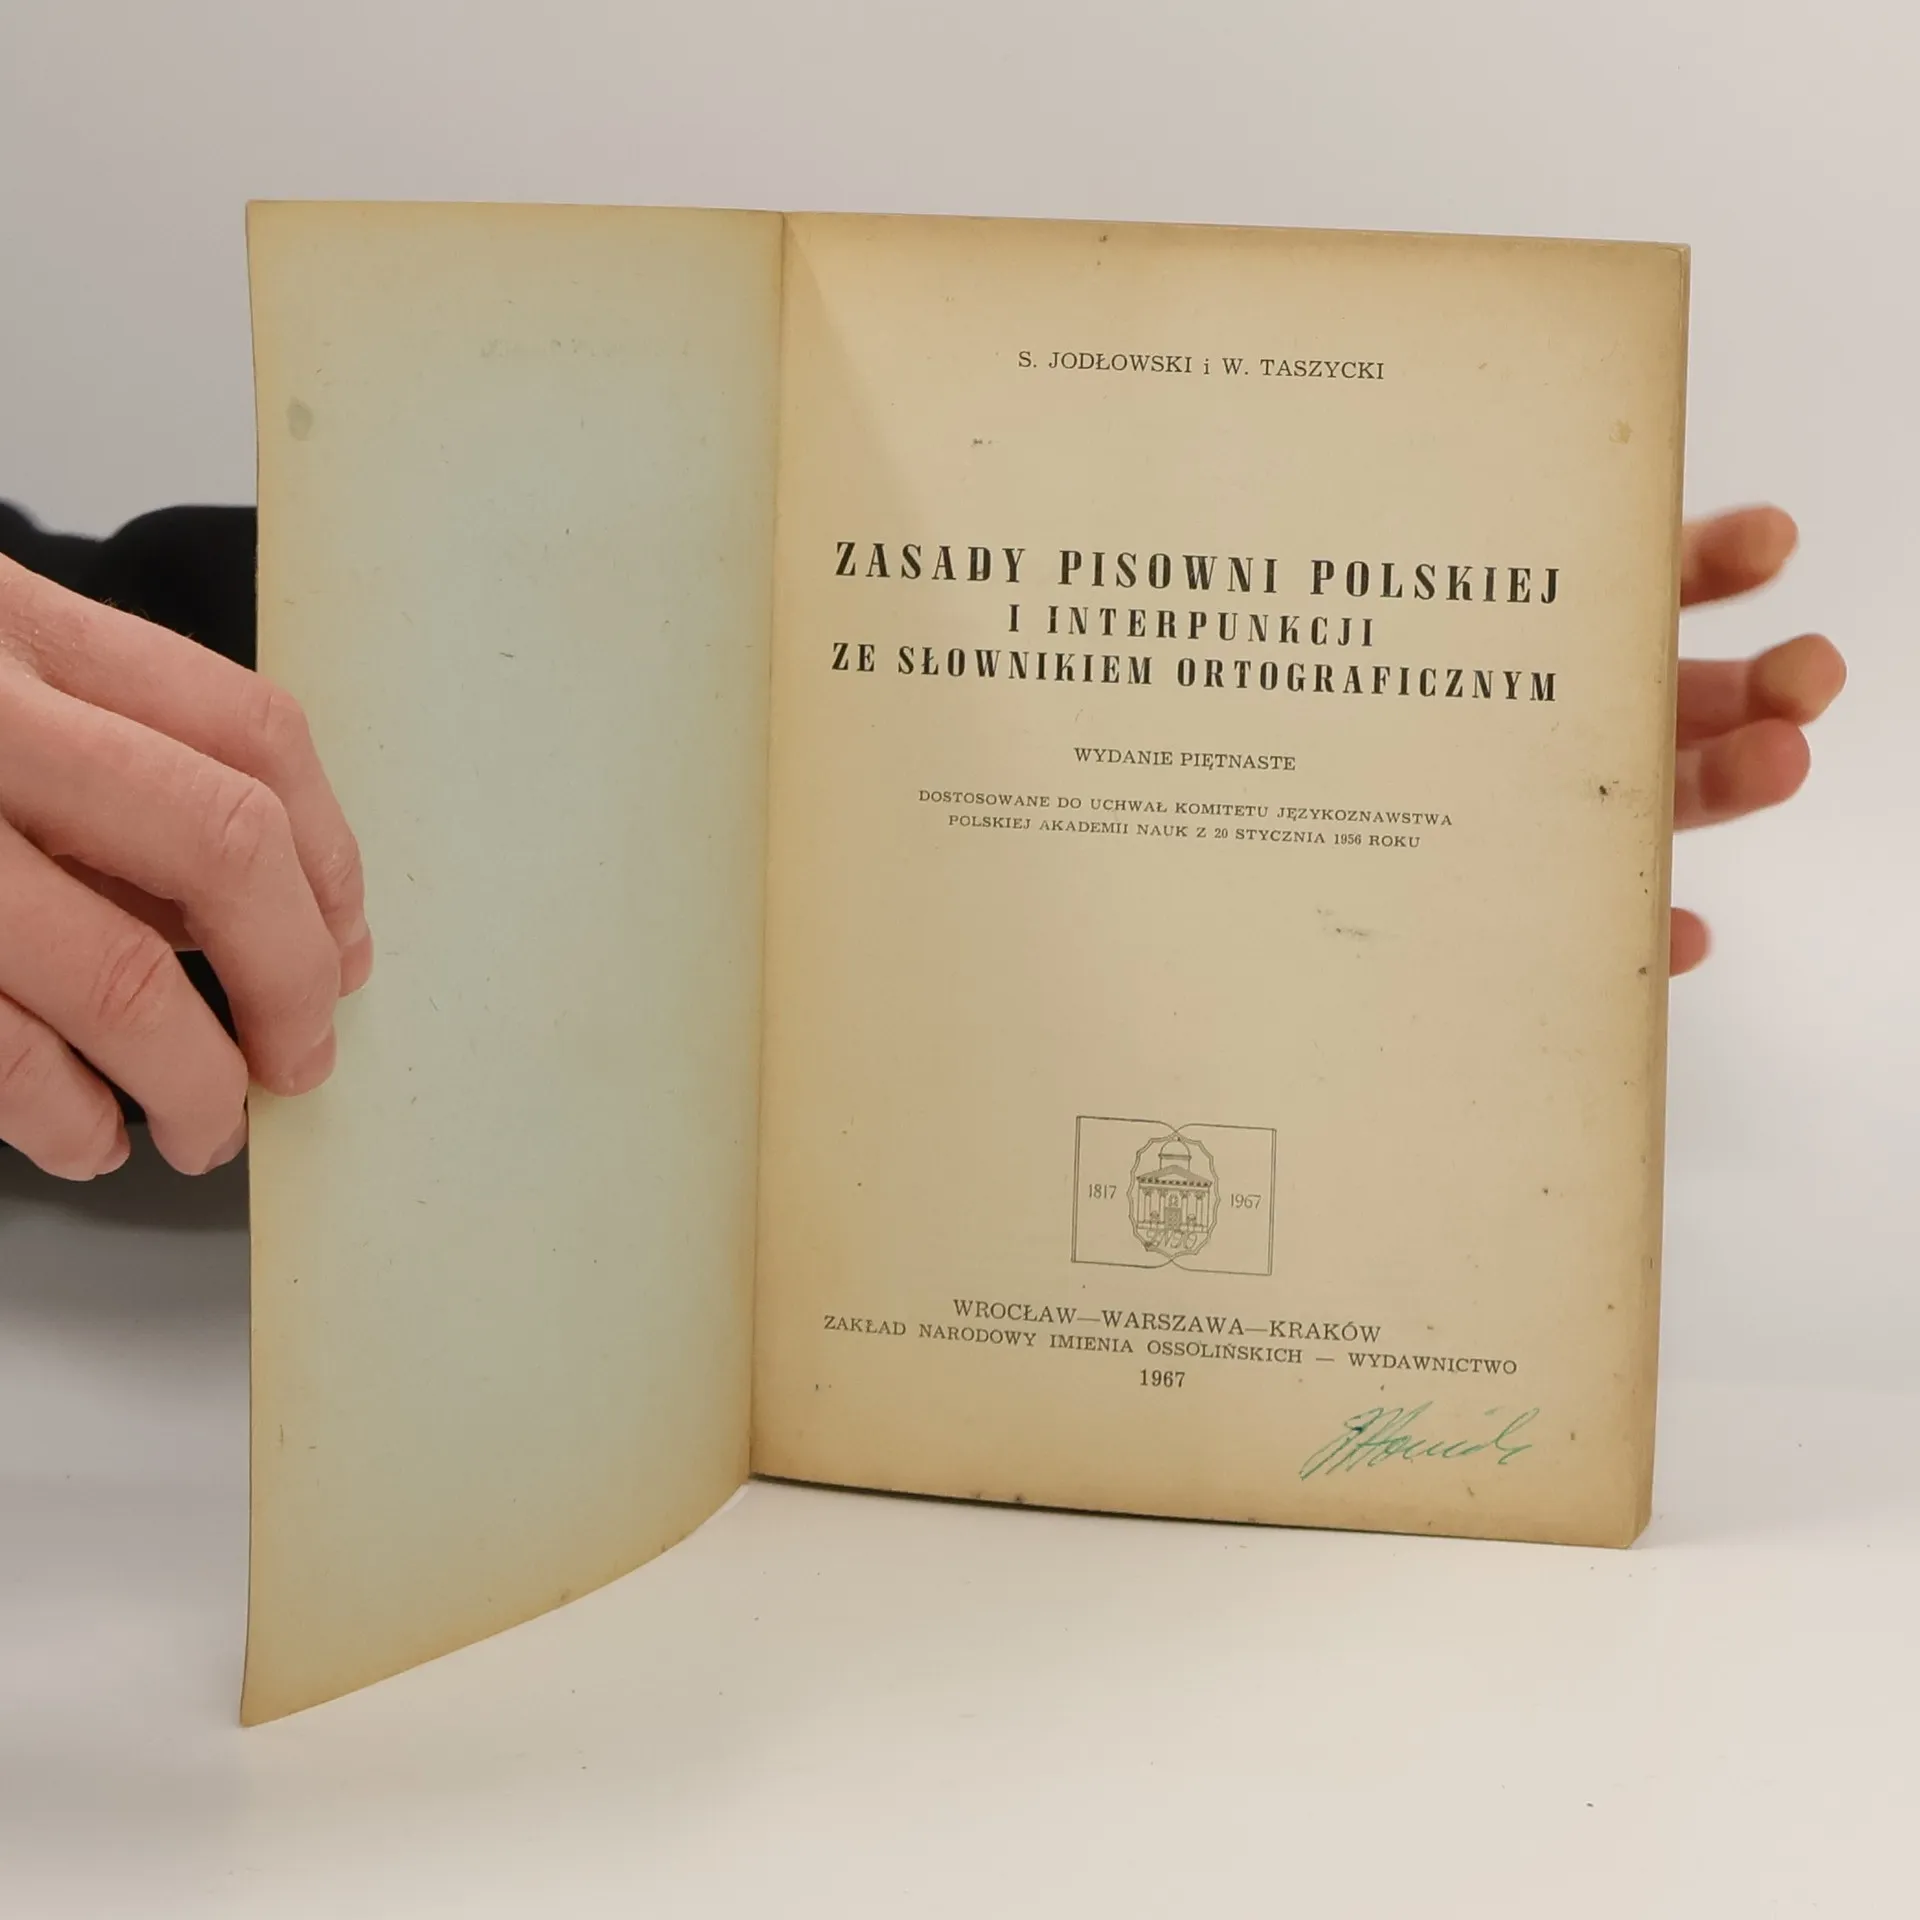 S. JODŁOWSKI i W. TASZYCKI
ZASADY PISOWNI POLSKIEJ
I INTERPUNKCJI
ZE SŁOWNIKIEM ORTOGRAFICZNYM
WYDANIE PIĘTNASTE
DOSTOSOWANE DO UCHWAŁ KOMITETU JĘZYKOZNAWSTWA
POLSKIEJ AKADEMII NAUK Z 20 STYCZNIA 1956 ROKU
1817 1967
WROCŁAW—WARSZAWA—KRAKÓW
ZAKŁAD NARODOWY IMIENIA OSSOLIŃSKICH — WYDAWNICTWO
1967